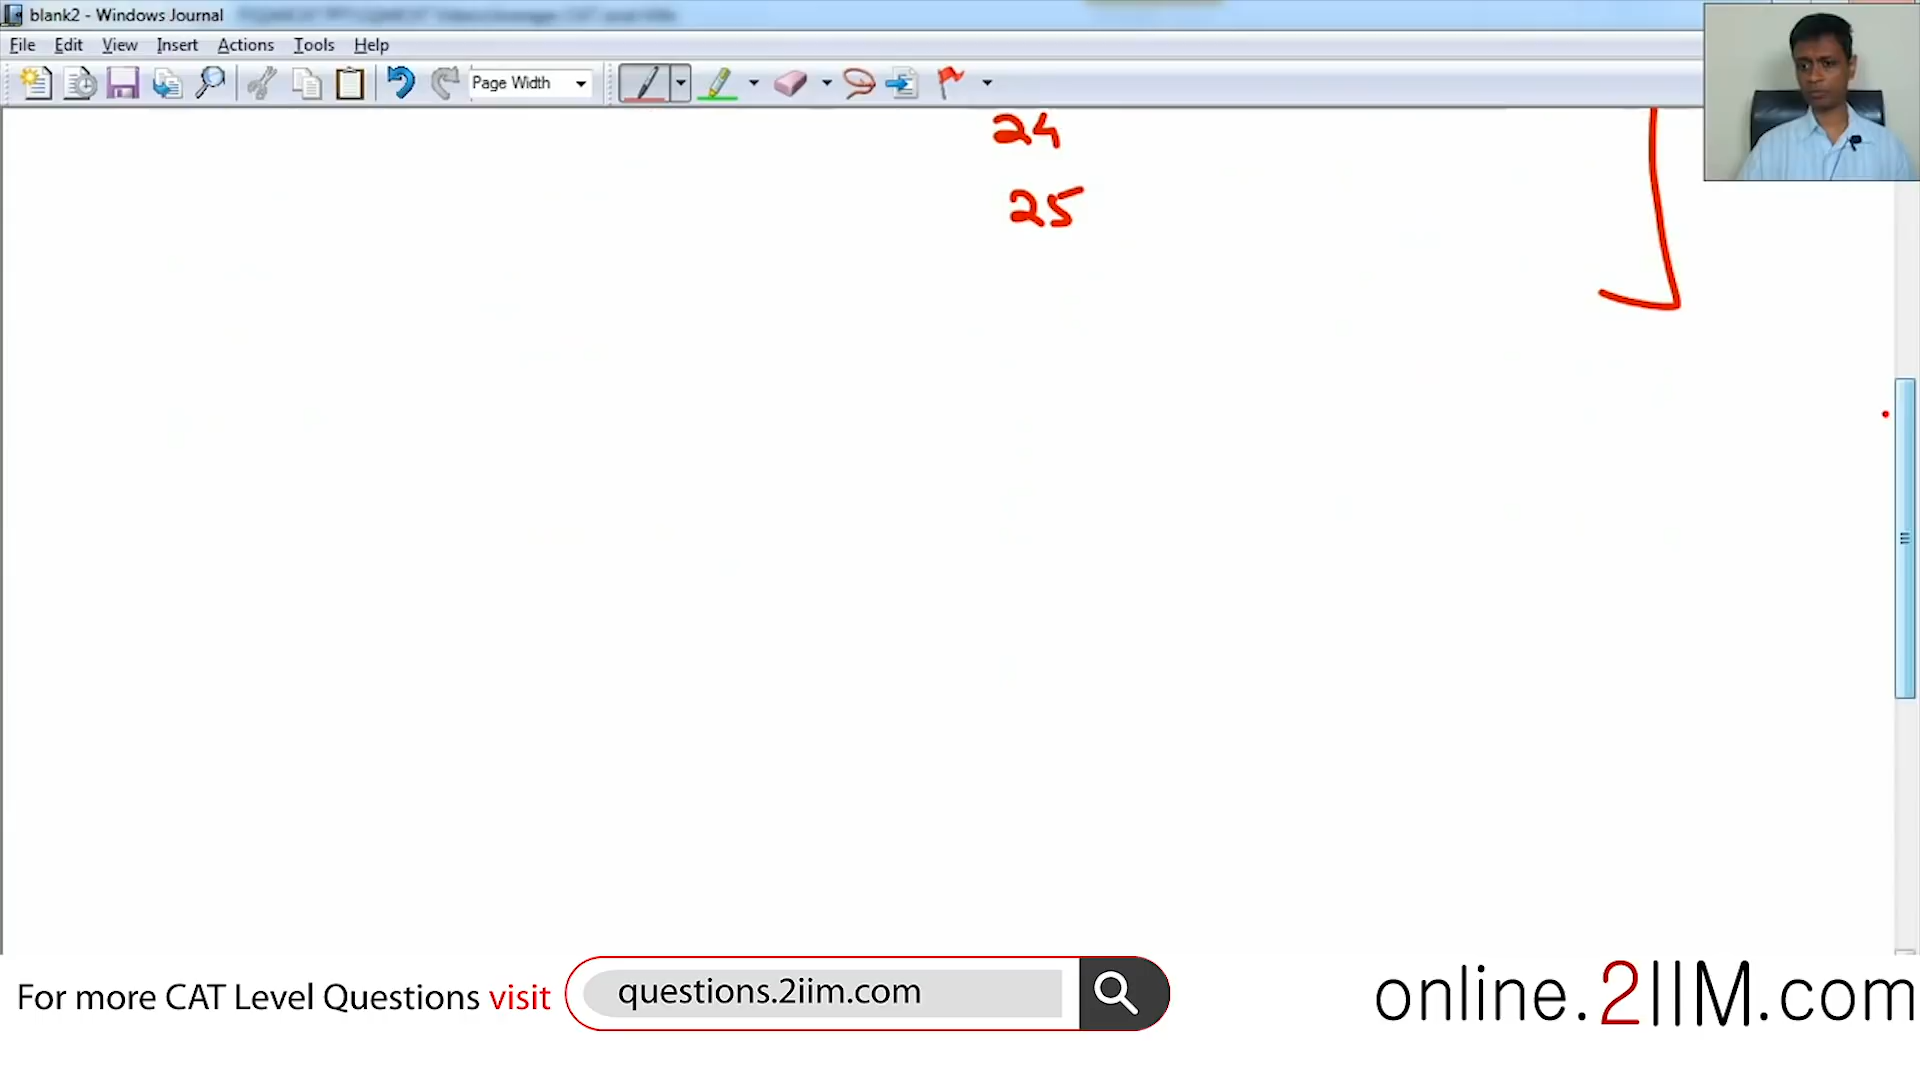 blank2 - Windows Journal
File Edit View Insert Actions Tools Help
Page Width
24
25
For more CAT Level Questions visit
questions.2iim.com
online.2IIM.com